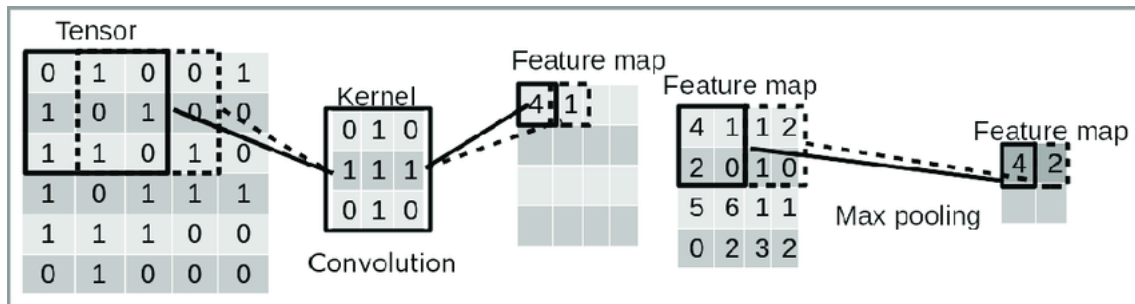 Tensor
0 1 0 0 1
1 0 1 0 0
1 1 0 1 0
1 0 1 1 1
1 1 1 0 0
0 1 0 0 0
Kernel
0 1 0
1 1 1
0 1 0
Convolution
Feature map
4 1
Feature map
4 1 1 2
2 0 1 0
5 6 1 1
0 2 3 2
Max pooling
Feature map
4 2